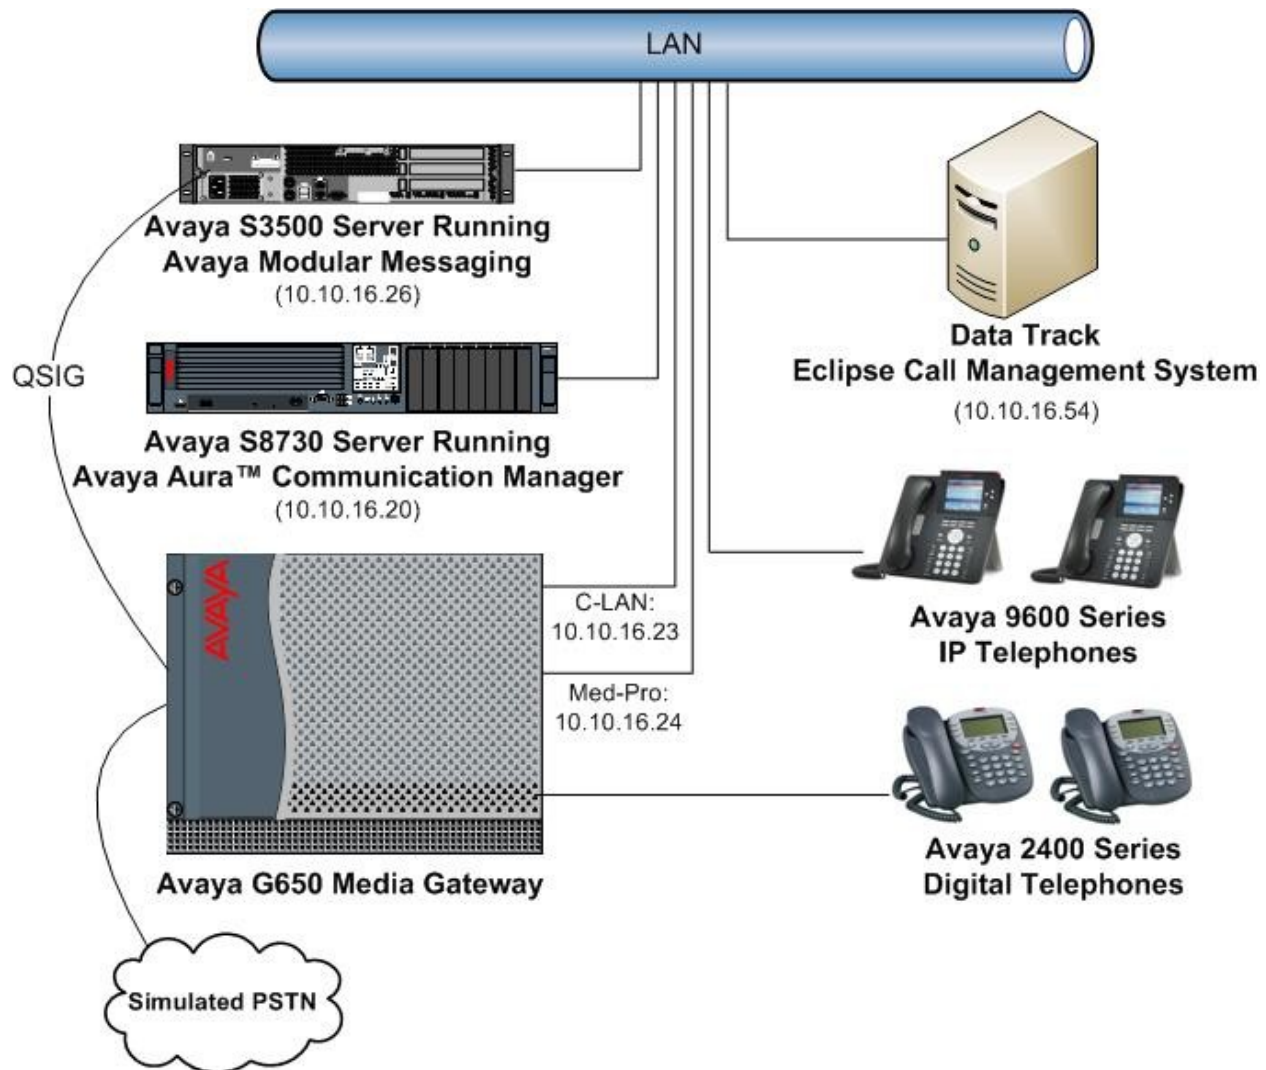 LAN
Avaya S3500 Server Running
Avaya Modular Messaging
(10.10.16.26)
QSIG
Avaya S8730 Server Running
Avaya Aura™ Communication Manager
(10.10.16.20)
AVAYA
C-LAN:
10.10.16.23
Med-Pro:
10.10.16.24
Avaya G650 Media Gateway
Simulated PSTN
Data Track
Eclipse Call Management System
(10.10.16.54)
Avaya 9600 Series
IP Telephones
Avaya 2400 Series
Digital Telephones